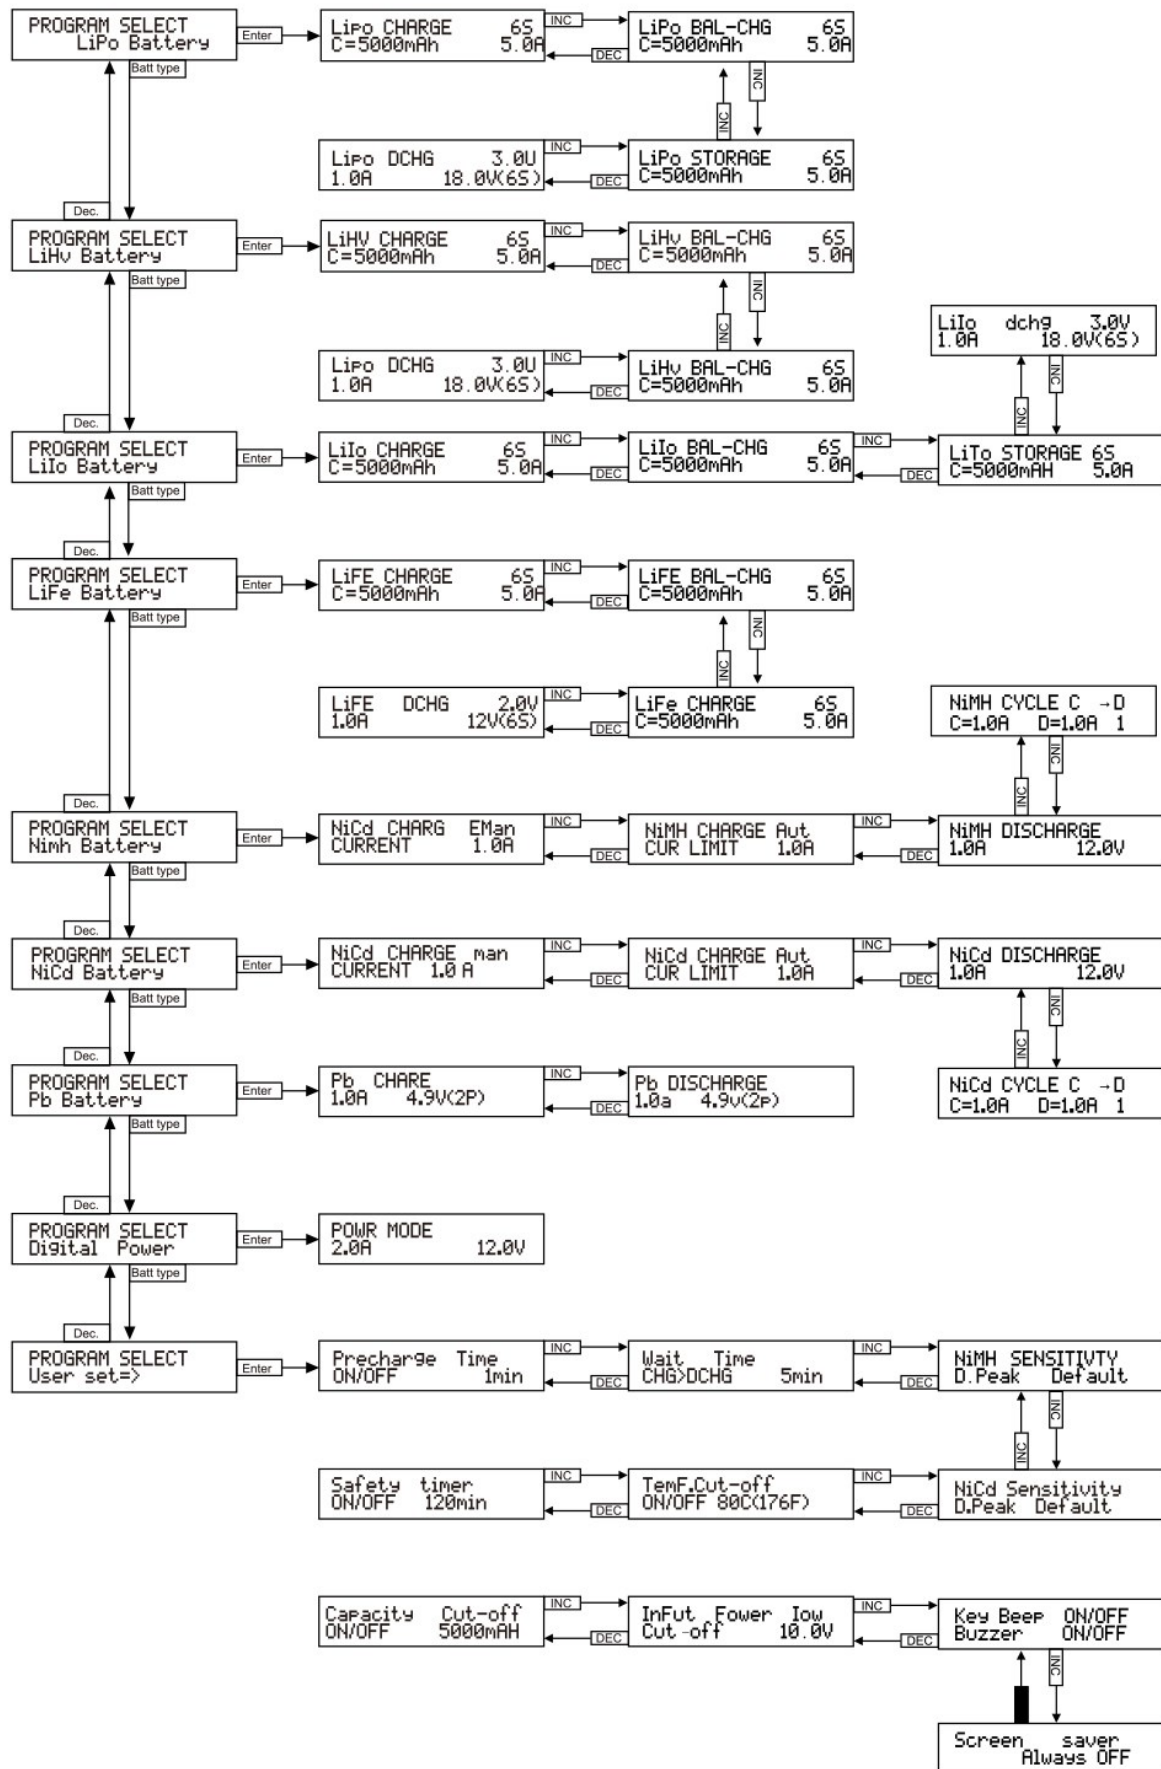 PROGRAM SELECT
LiPo Battery
Enter
LiPo CHARGE 6S
C=5000mAh 5.0A
INC
DEC
LiPo BAL-CHG 6S
C=5000mAh 5.0A
Batt type
INC
INC
Lipo DCHG 3.0U
1.0A 18.0V(6S)
INC
DEC
LiPo STORAGE 6S
C=5000mAh 5.0A
Dec.
PROGRAM SELECT
LiHv Battery
Enter
LiHV CHARGE 6S
C=5000mAh 5.0A
INC
DEC
LiHv BAL-CHG 6S
C=5000mAh 5.0A
Batt type
INC
INC
Lipo DCHG 3.0U
1.0A 18.0V(6S)
INC
DEC
LiHv BAL-CHG 6S
C=5000mAh 5.0A
LiIo dchg 3.0V
1.0A 18.0V(6S)
INC
INC
Dec.
PROGRAM SELECT
LiIo Battery
Enter
LiIo CHARGE 6S
C=5000mAh 5.0A
INC
DEC
LiIo BAL-CHG 6S
C=5000mAh 5.0A
INC
DEC
LiTo STORAGE 6S
C=5000mAH 5.0A
Batt type
Dec.
PROGRAM SELECT
LiFe Battery
Enter
LiFE CHARGE 6S
C=5000mAh 5.0A
INC
DEC
LiFE BAL-CHG 6S
C=5000mAh 5.0A
Batt type
INC
INC
LiFE DCHG 2.0V
1.0A 12V(6S)
INC
DEC
LiFe CHARGE 6S
C=5000mAh 5.0A
NiMH CYCLE C →D
C=1.0A D=1.0A 1
INC
INC
Dec.
PROGRAM SELECT
Nimh Battery
Enter
NiCd CHARG EMan
CURRENT 1.0A
INC
DEC
NiMH CHARGE Aut
CUR LIMIT 1.0A
INC
DEC
NiMH DISCHARGE
1.0A 12.0V
Batt type
Dec.
PROGRAM SELECT
NiCd Battery
Enter
NiCd CHARGE man
CURRENT 1.0 A
INC
DEC
NiCd CHARGE Aut
CUR LIMIT 1.0A
INC
DEC
NiCd DISCHARGE
1.0A 12.0V
Batt type
INC
INC
Dec.
PROGRAM SELECT
Pb Battery
Enter
Pb CHARE
1.0A 4.9V(2P)
INC
DEC
Pb DISCHARGE
1.0a 4.9v(2p)
NiCd CYCLE C →D
C=1.0A D=1.0A 1
Batt type
Dec.
PROGRAM SELECT
Digital Power
Enter
POWR MODE
2.0A 12.0V
Batt type
Dec.
PROGRAM SELECT
User set=>
Enter
Precharge Time
ON/OFF 1min
INC
DEC
Wait Time
CHG>DCHG 5min
INC
DEC
NiMH SENSITIVTY
D.Peak Default
INC
INC
Safety timer
ON/OFF 120min
INC
DEC
TemF.Cut-off
ON/OFF 80C(176F)
INC
DEC
NiCd Sensitivity
D.Peak Default
Capacity Cut-off
ON/OFF 5000mAH
INC
DEC
InFut Fower Iow
Cut-off 10.0V
INC
DEC
Key Beep ON/OFF
Buzzer ON/OFF
INC
Screen saver
Always OFF